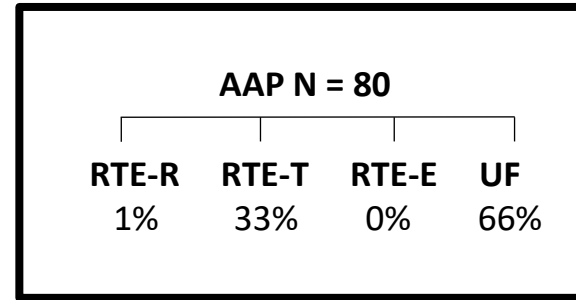 AAP N = 80
RTE-R RTE-T RTE-E UF
1% 33% 0% 66%